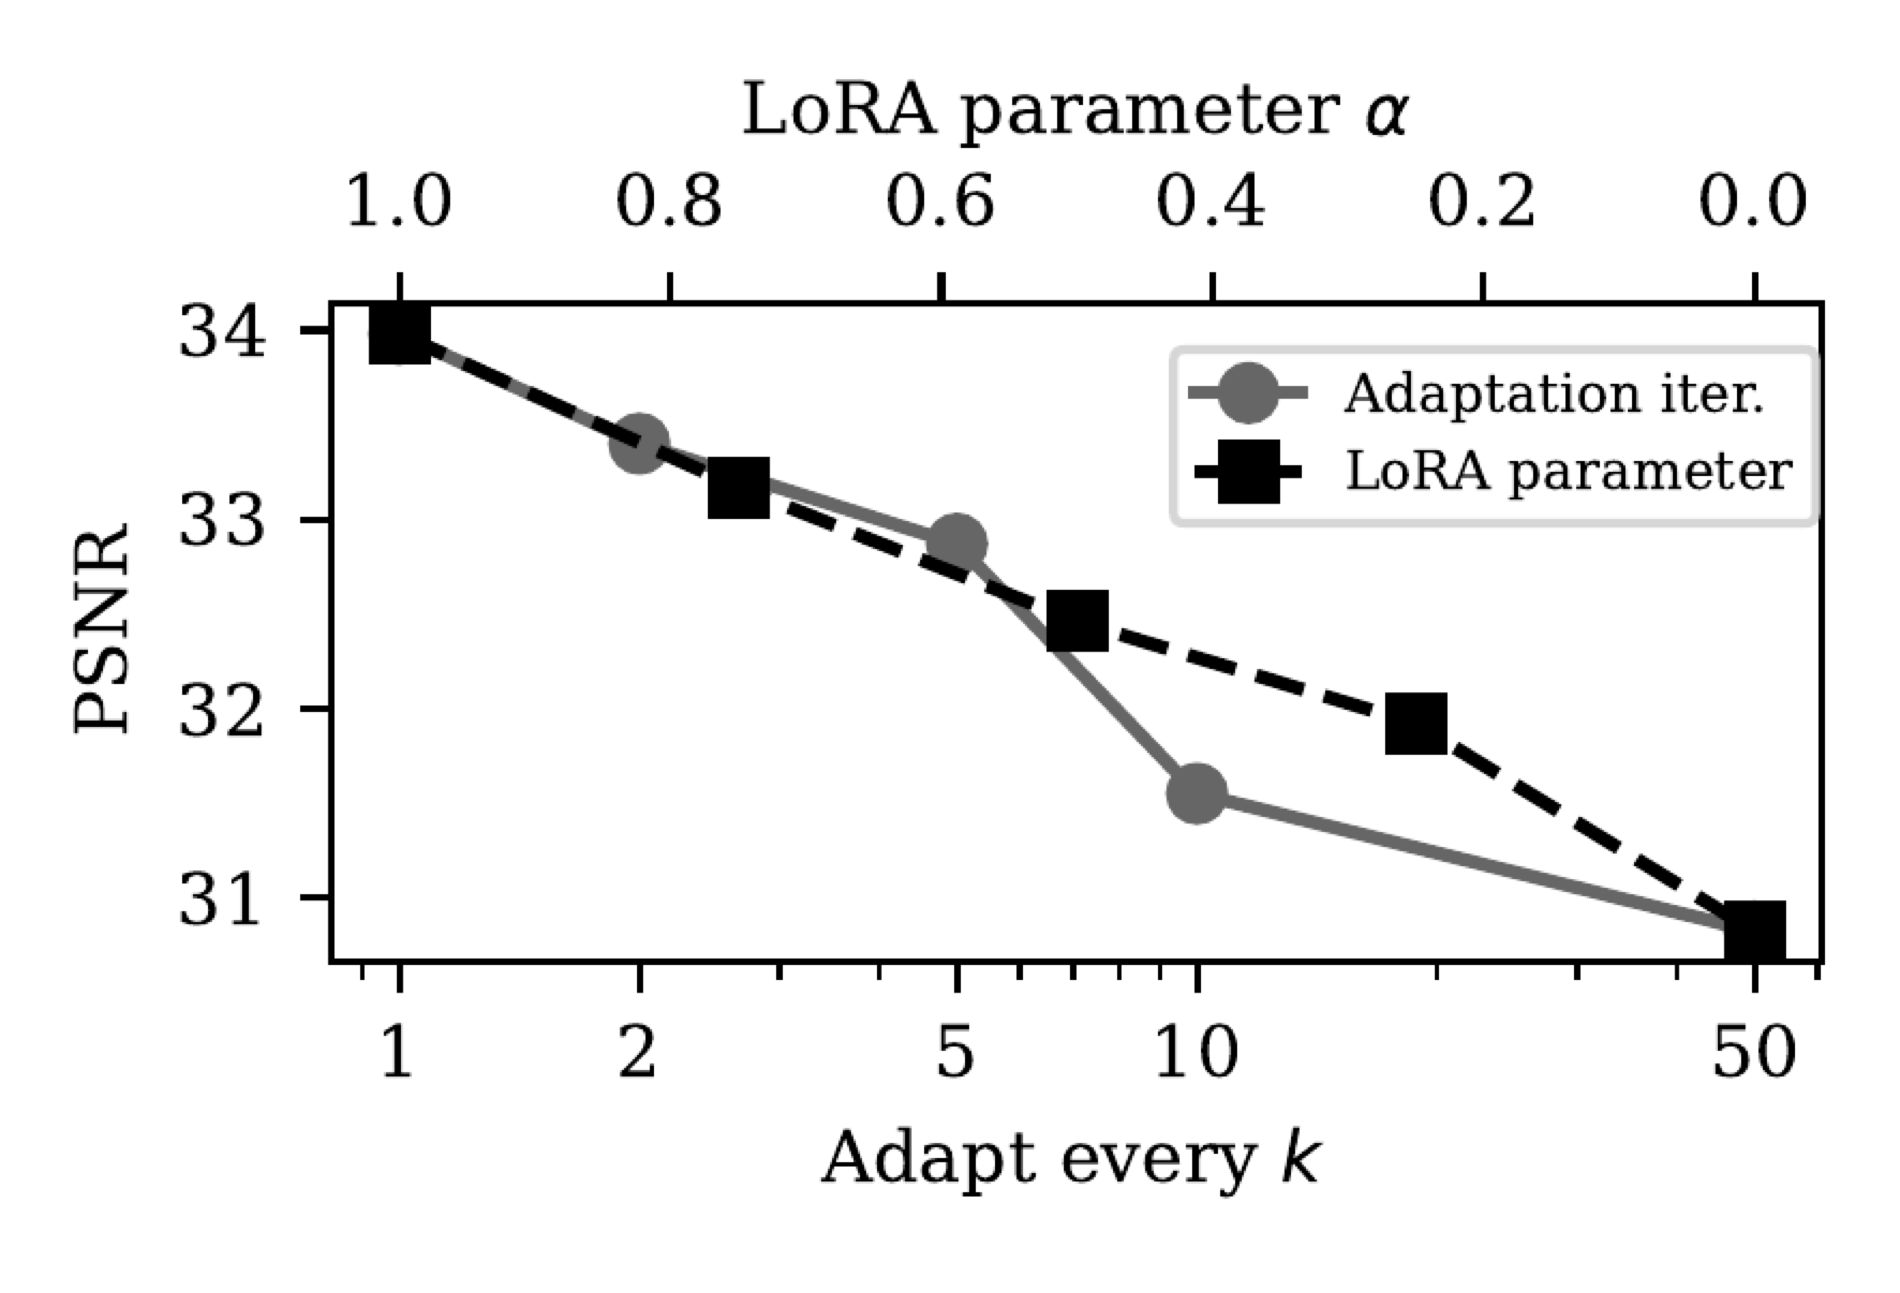 LoRA parameter α
1.0 0.8 0.6 0.4 0.2 0.0
34
33
32
31
PSNR
Adaptation iter.
LoRA parameter
1 2 5 10 50
Adapt every k